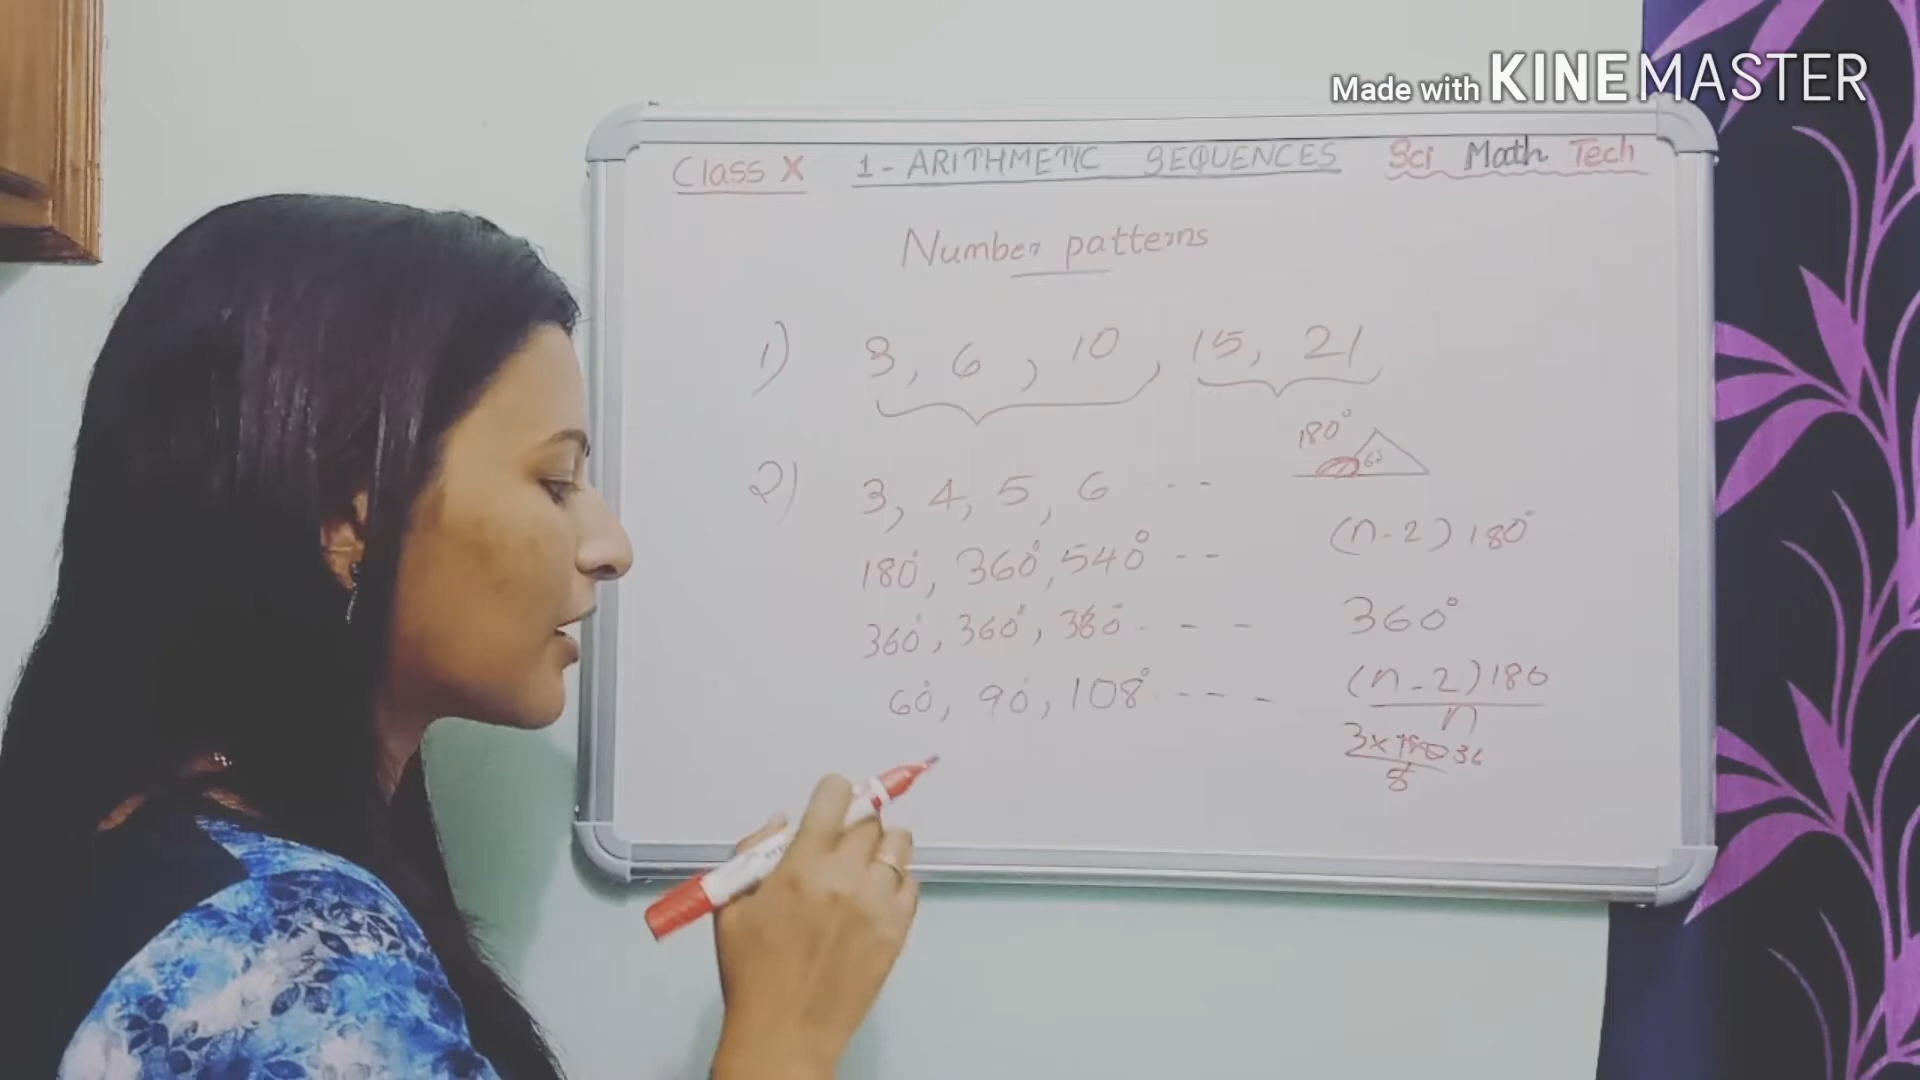 Made with KINEMASTER
Class X 1-ARITHMETIC SEQUENCES Sci Math Tech
Number patterns
1) 3, 6, 10, 15, 21
180°
60
2) 3, 4, 5, 6 --
(n-2) 180°
180°, 360°, 540° --
360°, 360°, 360° ---
360°
60°, 90°, 108° ----
(n-2)180
n
3x180 36
5